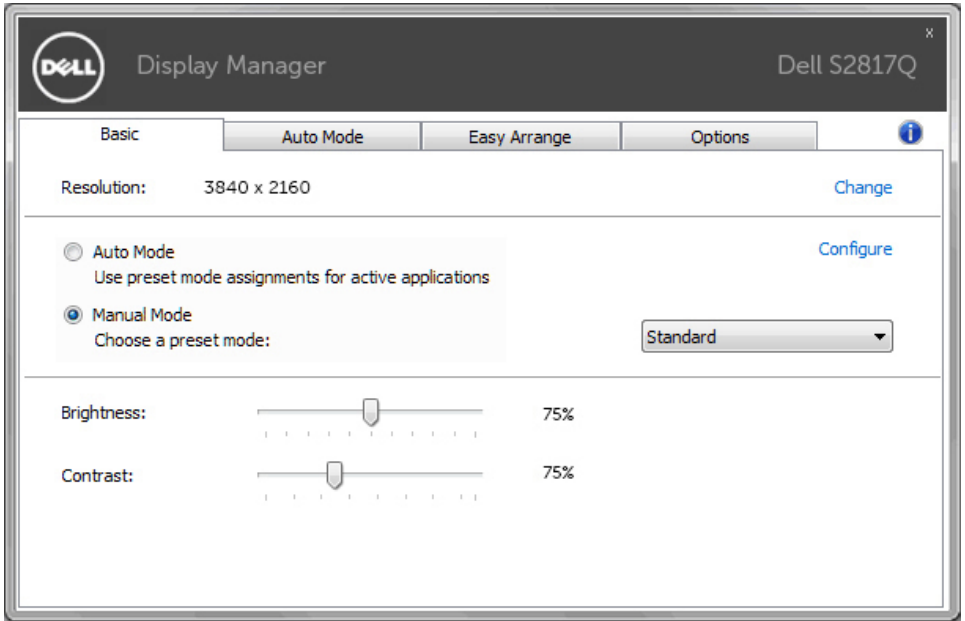 x
DELL Display Manager Dell S2817Q
Basic Auto Mode Easy Arrange Options i
Resolution: 3840 x 2160 Change
Auto Mode Configure
Use preset mode assignments for active applications
Manual Mode
Choose a preset mode: Standard
Brightness: 75%
Contrast: 75%